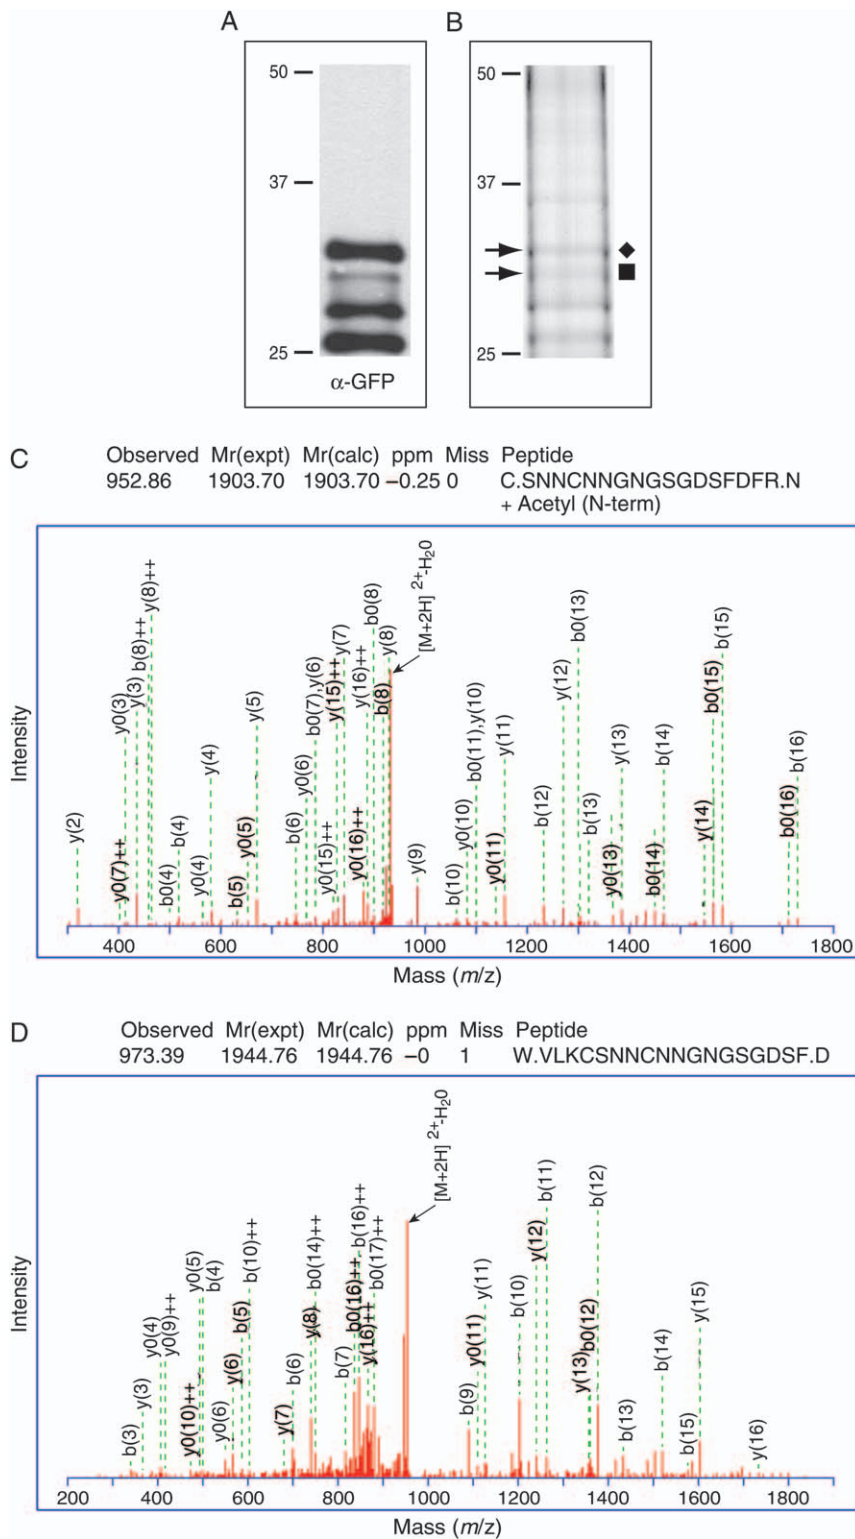 A
B
50
37
25
α-GFP
50
37
25
C
Observed Mr(expt) Mr(calc) ppm Miss Peptide
952.86 1903.70 1903.70 –0.25 0 C.SNNCNNGNGSGDSFDFR.N
+ Acetyl (N-term)
Intensity
y(2)
y0(7)++
y0(3)
y(3)
b(8)++
y(8)++
b0(4)
b(4)
y0(4)
y(4)
b(5)
y0(5)
y(5)
b(6)
y0(6)
b0(7),y(6)
y0(15)++
y(15)++
y(7)
y0(16)++
y(16)++
b0(8)
b(8)
y(8)
[M+2H] 2+-H20
y(9)
b(10)
y0(10)
b0(11),y(10)
y0(11)
y(11)
b(12)
y(12)
b0(13)
b(13)
y0(13)
y(13)
b0(14)
b(14)
y(14)
b0(15)
b(15)
b0(16)
b(16)
400 600 800 1000 1200 1400 1600 1800
Mass (m/z)
D
Observed Mr(expt) Mr(calc) ppm Miss Peptide
973.39 1944.76 1944.76 –0 1 W.VLKCSNNCNNGNGSGDSF.D
Intensity
b(3)
y(3)
y0(4)
y0(9)++
y0(10)++
y0(5)
b(4)
y0(6)
y(6)
b(5)
b(10)++
y(7)
b(6)
y(8)
b0(14)++
b(7)
b0(16)++
b(16)++
y(16)++
b0(17)++
[M+2H] 2+-H20
b(9)
y0(11)
y(11)
b(10)
y(12)
b(11)
y(13)
b0(12)
b(12)
b(13)
b(14)
b(15)
y(15)
y(16)
200 400 600 800 1000 1200 1400 1600 1800
Mass (m/z)